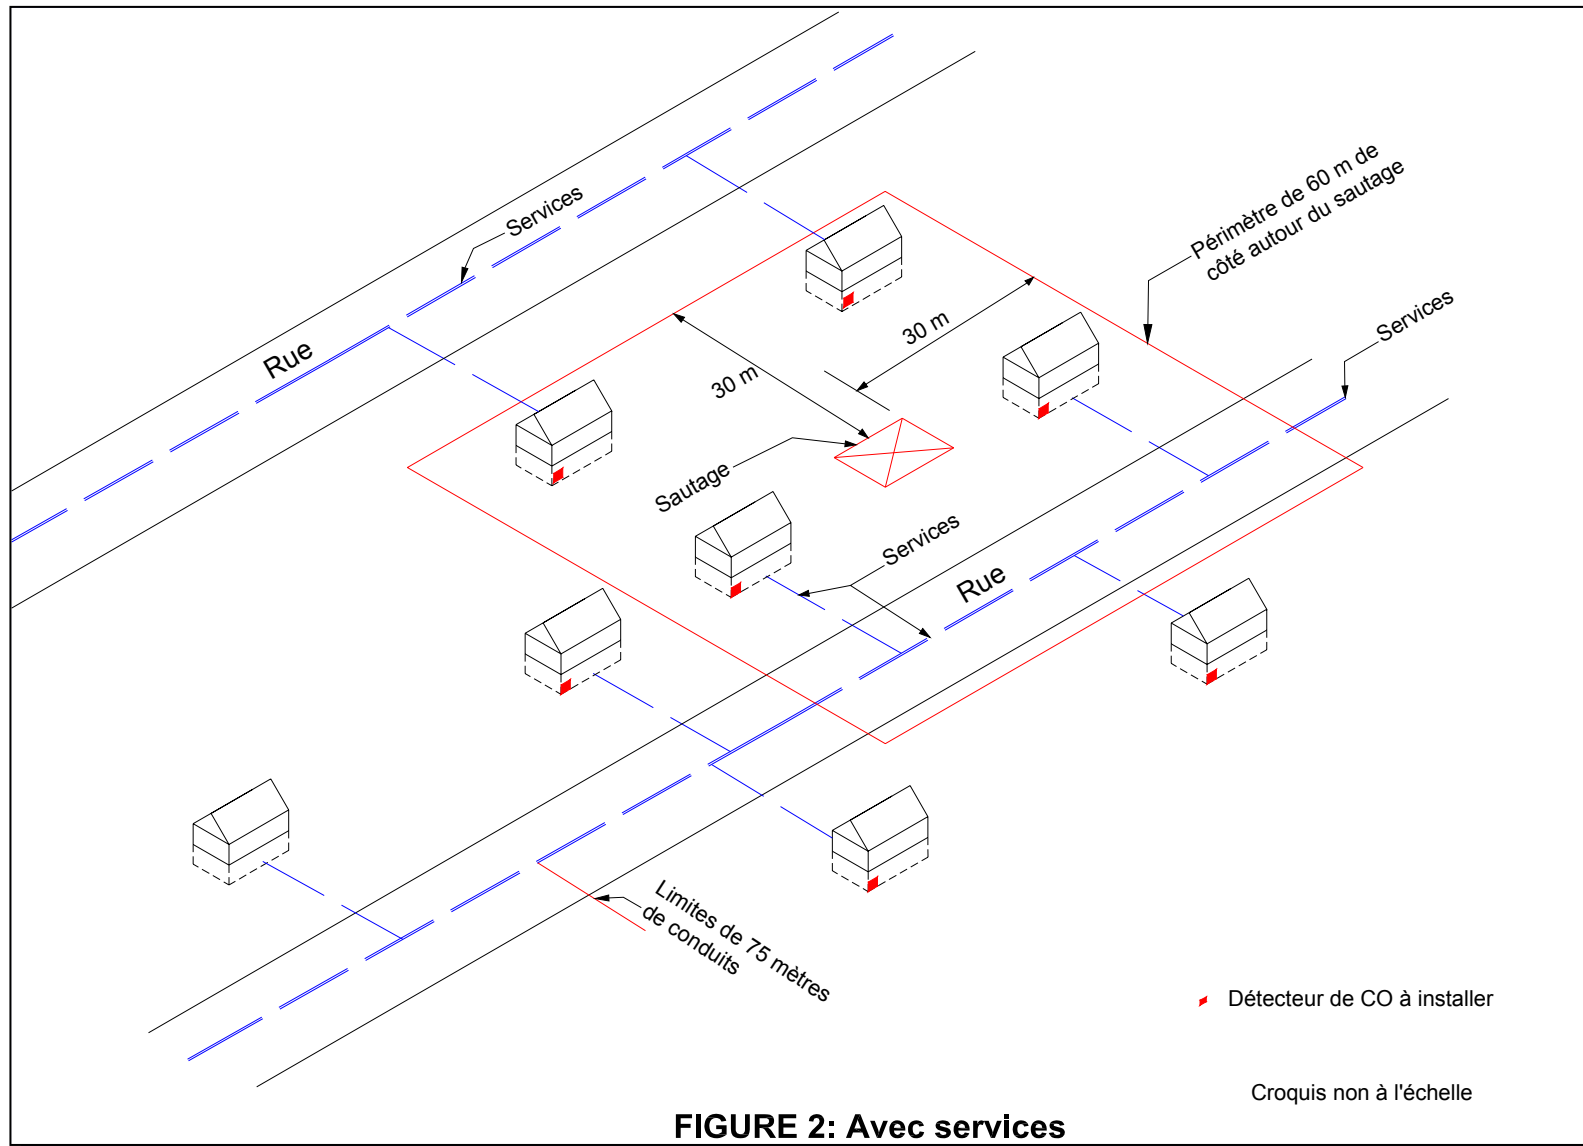 Services
Périmètre de 60 m de
côté autour du sautage
Rue
30 m
30 m
Services
Sautage
Services
Rue
Limites de 75 mètres
de conduits
Détecteur de CO à installer
Croquis non à l'échelle
FIGURE 2: Avec services